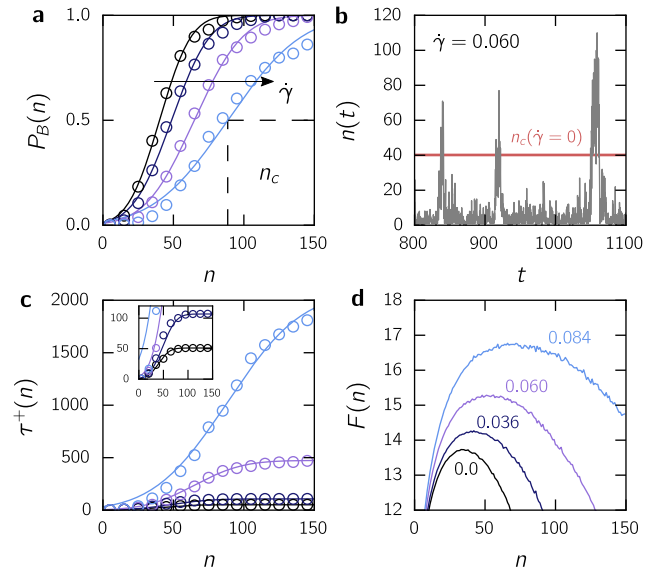 a
1.0
0.5
0.0
P_B(n)
γ̇
n_c
0 50 100 150
n
b
120
100
80
60
40
20
0
n(t)
γ̇ = 0.060
n_c(γ̇ = 0)
800 900 1000 1100
t
c
2000
1500
1000
500
0
τ⁺(n)
100
50
0
0 50 100 150
0 50 100 150
n
d
18
17
16
15
14
13
12
F(n)
0.084
0.060
0.036
0.0
0 50 100 150
n